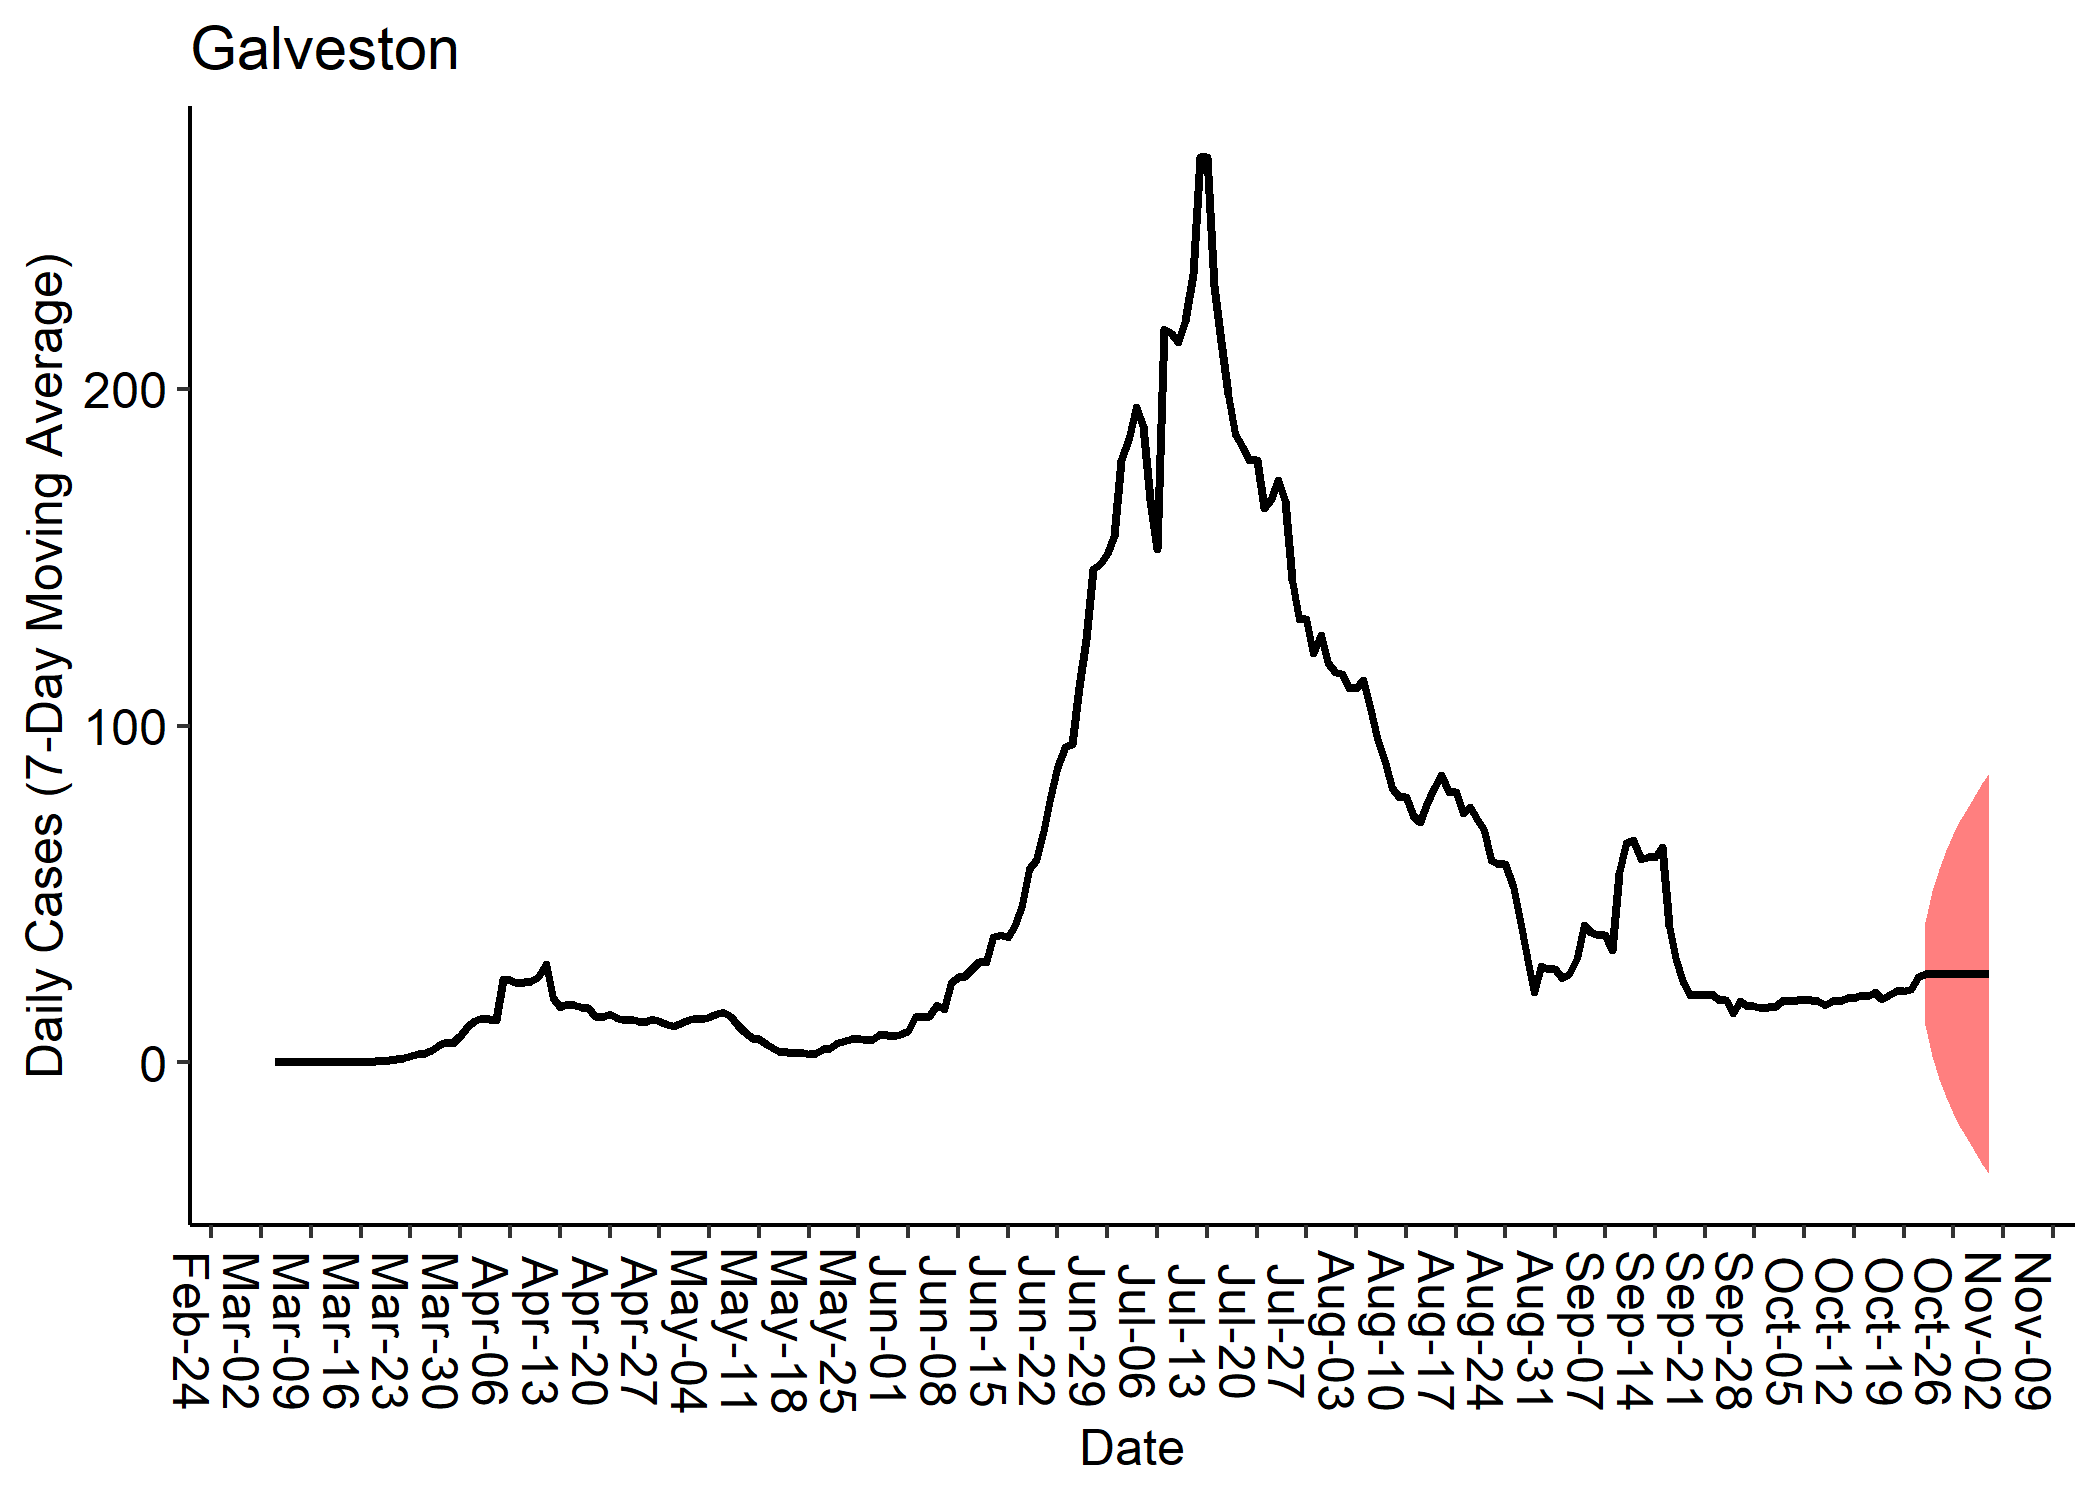 Galveston
Daily Cases (7-Day Moving Average)
200
100
0
Feb-24
Mar-02
Mar-09
Mar-16
Mar-23
Mar-30
Apr-06
Apr-13
Apr-20
Apr-27
May-04
May-11
May-18
May-25
Jun-01
Jun-08
Jun-15
Jun-22
Jun-29
Jul-06
Jul-13
Jul-20
Jul-27
Aug-03
Aug-10
Aug-17
Aug-24
Aug-31
Sep-07
Sep-14
Sep-21
Sep-28
Oct-05
Oct-12
Oct-19
Oct-26
Nov-02
Nov-09
Date